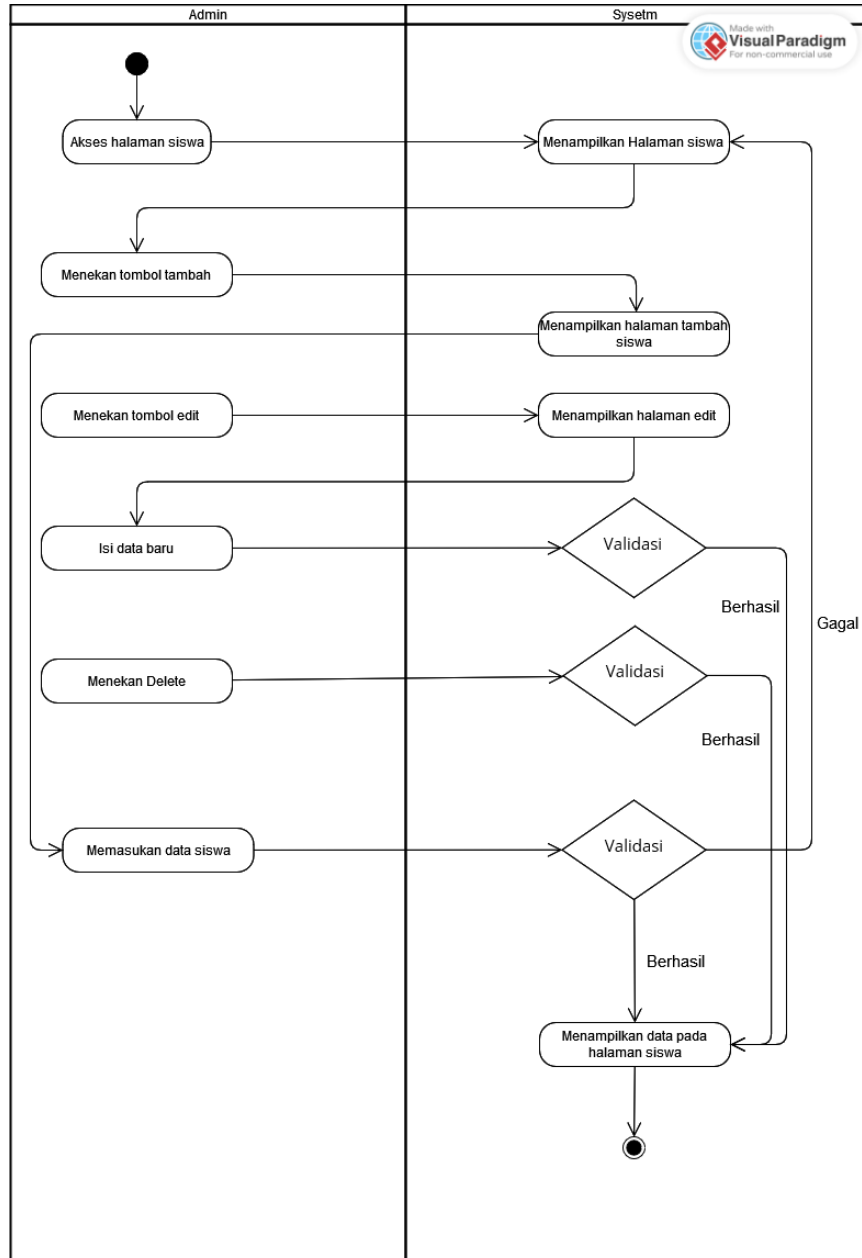 Admin
Sysetm
Made with
Visual Paradigm
For non-commercial use
Akses halaman siswa
Menampilkan Halaman siswa
Menekan tombol tambah
Menampilkan halaman tambah
siswa
Menekan tombol edit
Menampilkan halaman edit
Isi data baru
Validasi
Berhasil
Gagal
Menekan Delete
Validasi
Berhasil
Memasukan data siswa
Validasi
Berhasil
Menampilkan data pada
halaman siswa